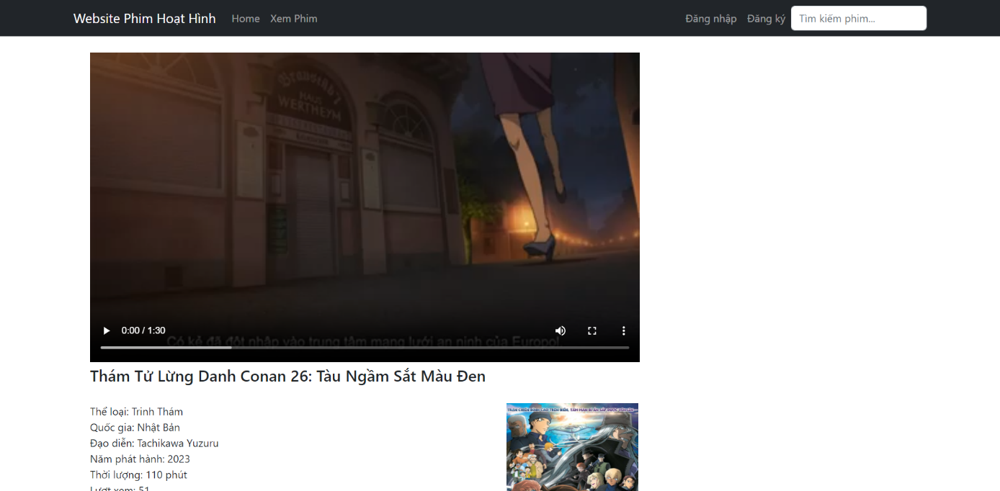 Website Phim Hoạt Hình Home Xem Phim Đăng nhập Đăng ký Tìm kiếm phim...
HAUS
WERTHEYM
0:00 / 1:30
Có kẻ đã đột nhập vào trung tâm mạng lưới an ninh của Europol
Thám Tử Lừng Danh Conan 26: Tàu Ngầm Sắt Màu Đen
Thể loại: Trinh Thám
Quốc gia: Nhật Bản
Đạo diễn: Tachikawa Yuzuru
Năm phát hành: 2023
Thời lượng: 110 phút
Lượt xem: 51